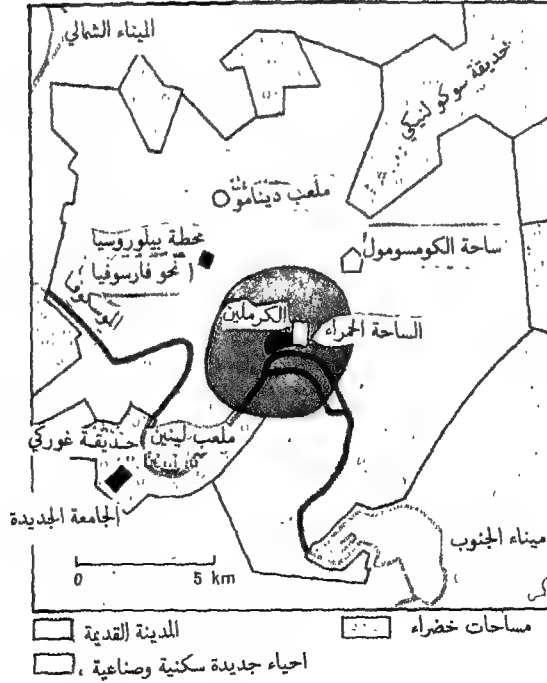 الميناء الشمالي
حديقة سوكولنيكي
ملعب دينامو
محطة بيلوروسيا
نحو فارسوفيا
ساحة الكومسومول
الموسكوفا
الكرملين
الساحة الحمراء
ملعب لينين
حديقة غوركي
الجامعة الجديدة
ميناء الجنوب
0 5 km
مساحات خضراء
المدينة القديمة
احياء جديدة سكنية وصناعية ،